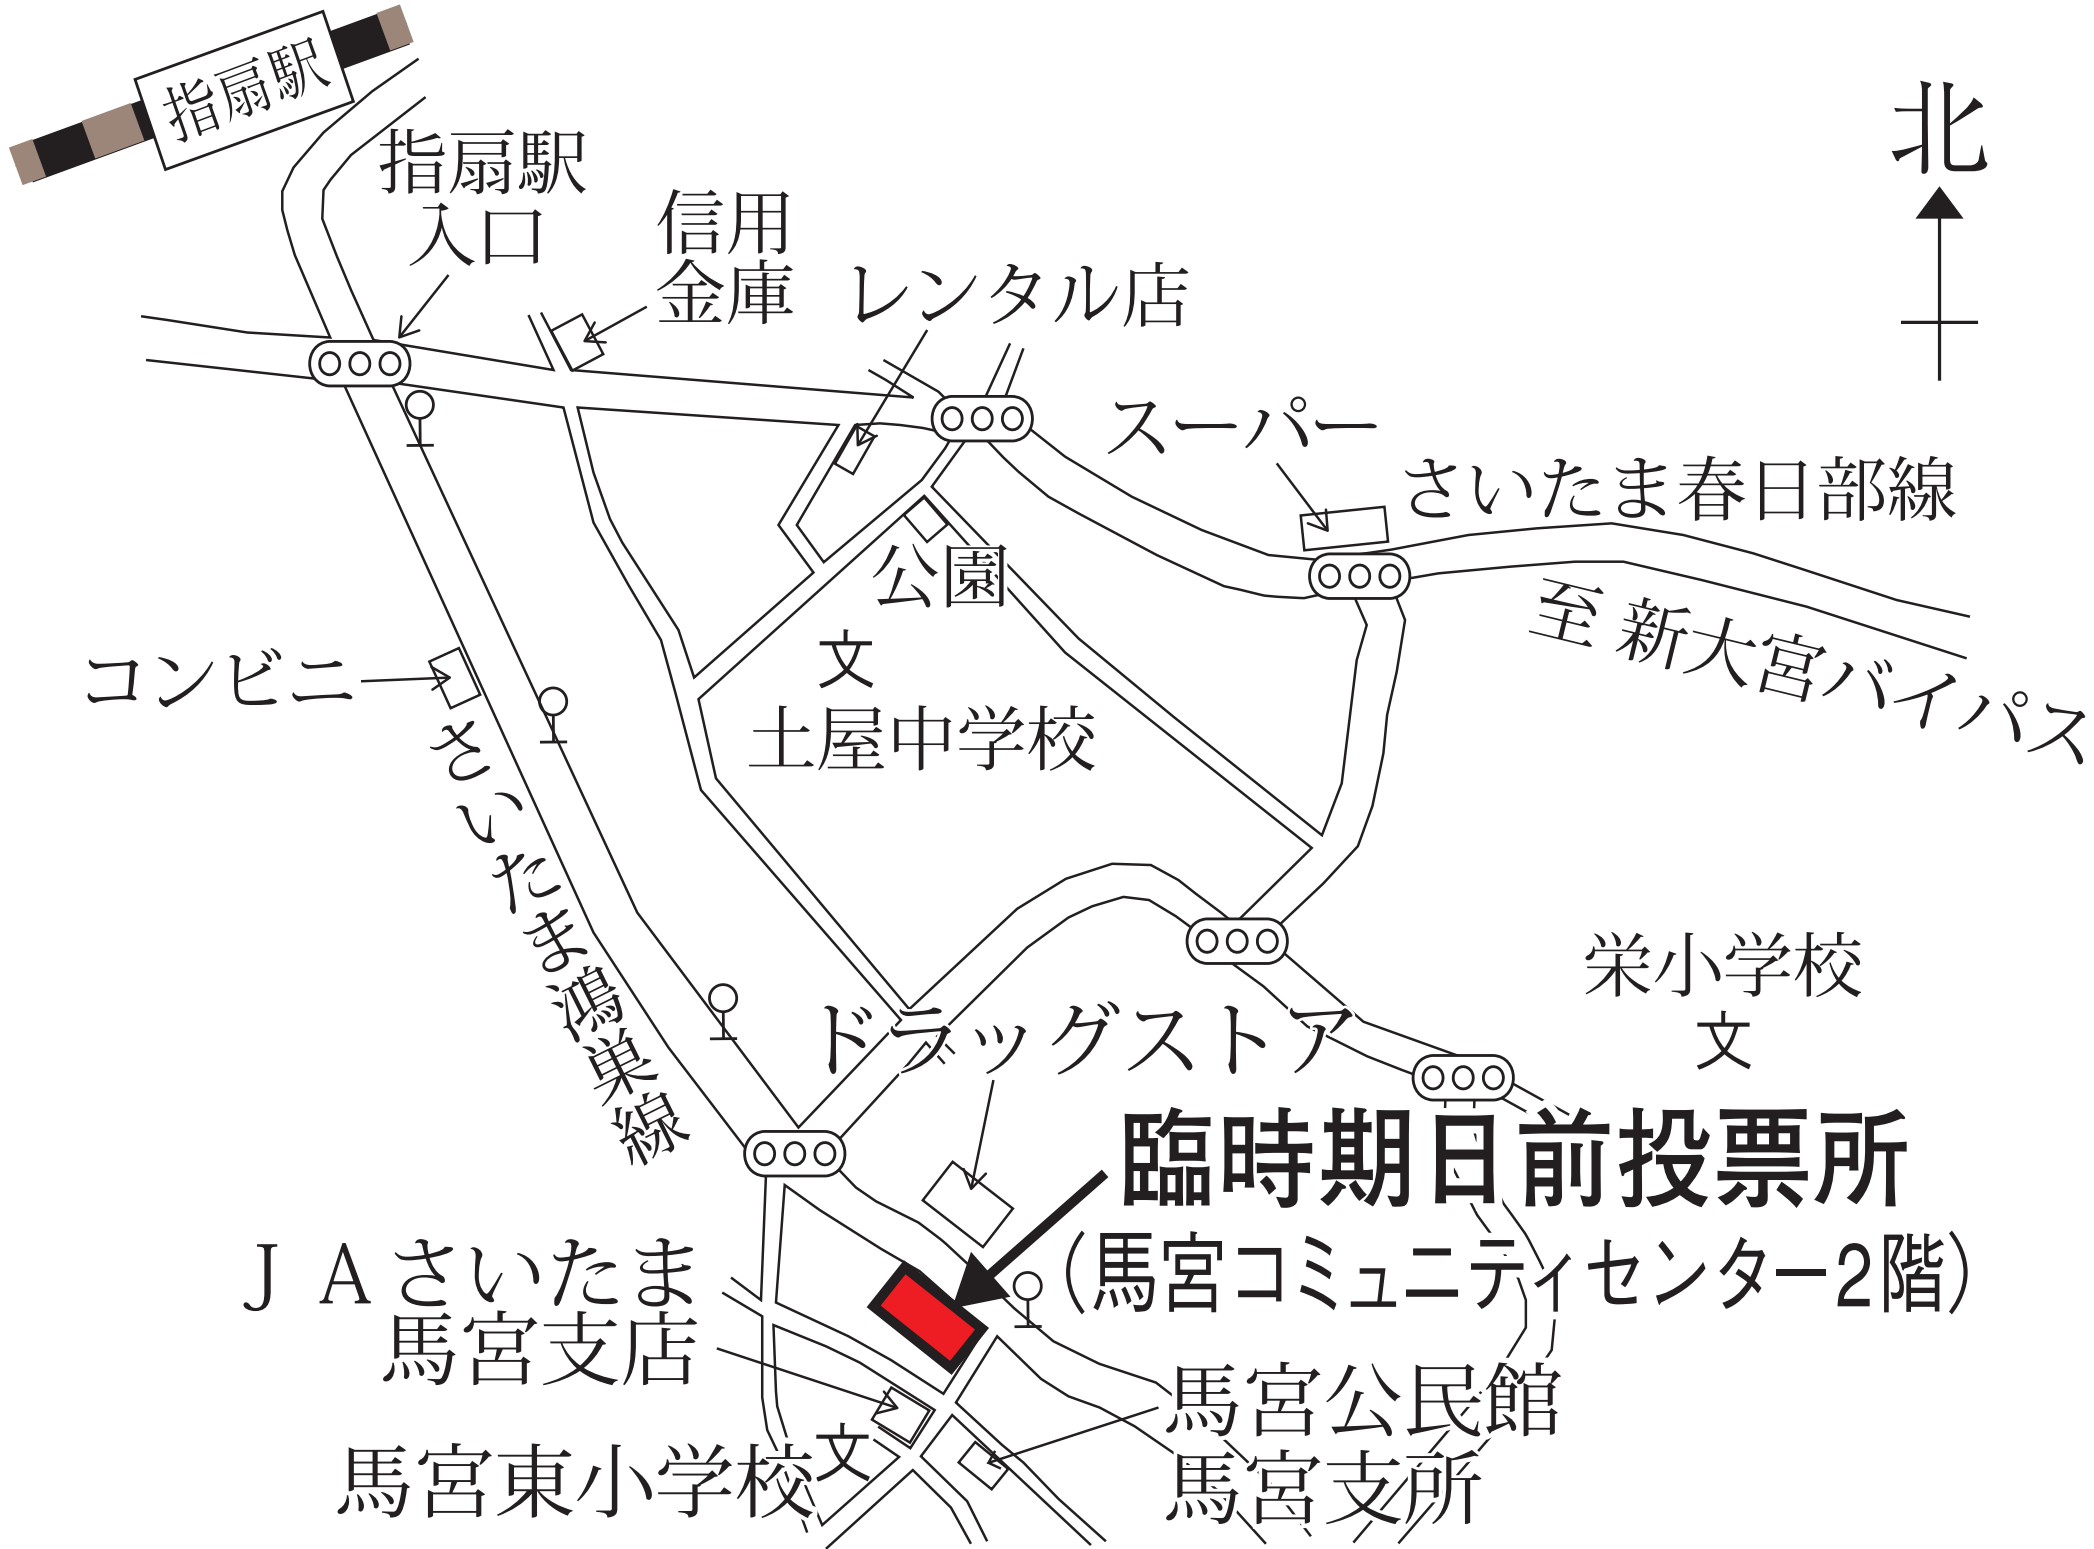 指扇駅
北
指扇駅
入口
信用
金庫
レンタル店
スーパー
さいたま春日部線
公園
至 新大宮バイパス
文
土屋中学校
コンビニ
さいたま鴻巣線
栄小学校
文
ドラッグストア
臨時期日前投票所
(馬宮コミュニティセンター2階)
JAさいたま
馬宮支店
馬宮公民館
馬宮支所
馬宮東小学校
文